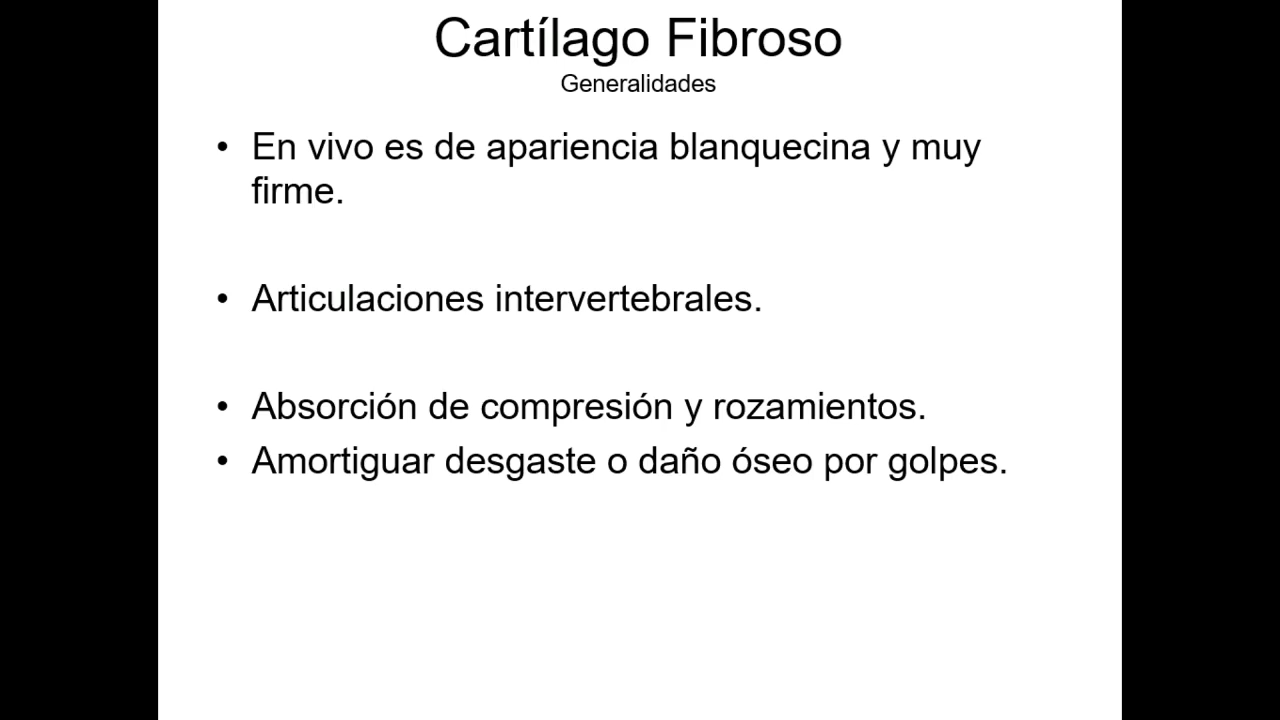 Cartílago Fibroso
Generalidades
• En vivo es de apariencia blanquecina y muy
firme.
• Articulaciones intervertebrales.
• Absorción de compresión y rozamientos.
• Amortiguar desgaste o daño óseo por golpes.